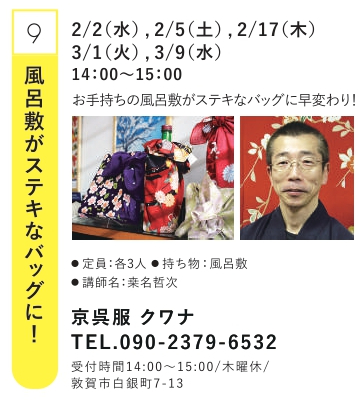 9
風呂敷がステキなバッグに！
2/2（水）, 2/5（土）, 2/17（木）
3/1（火）, 3/9（水）
14：00〜15：00
お手持ちの風呂敷がステキなバッグに早変わり！
●定員：各3人 ●持ち物：風呂敷
●講師名：桒名哲次
京呉服 クワナ
TEL.090-2379-6532
受付時間14:00〜15:00/木曜休/
敦賀市白銀町7-13